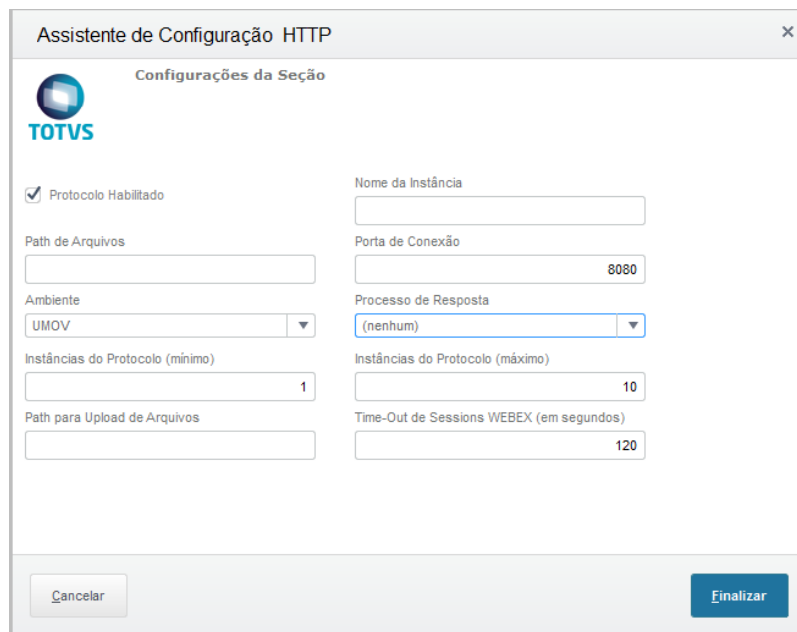 Assistente de Configuração HTTP
Configurações da Seção
TOTVS
Protocolo Habilitado
Nome da Instância
Path de Arquivos
Porta de Conexão
8080
Ambiente
Processo de Resposta
UMOV
(nenhum)
Instâncias do Protocolo (mínimo)
Instâncias do Protocolo (máximo)
1
10
Path para Upload de Arquivos
Time-Out de Sessions WEBEX (em segundos)
120
Cancelar
Finalizar